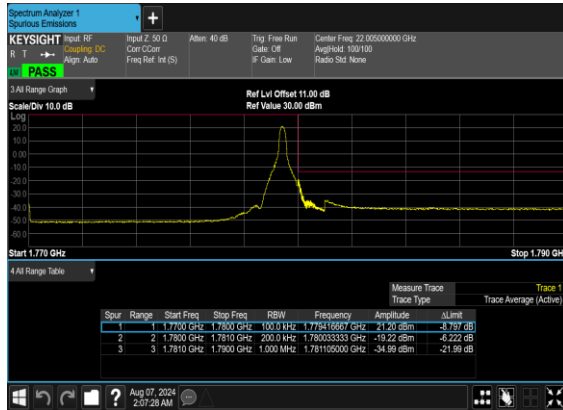 Spectrum Analyzer 1
Spurious Emissions
+
KEYSIGHT Input: RF Input Z: 50 Ω Atten: 40 dB Trig: Free Run Center Freq: 22.005000000 GHz
R T Coupling: DC Corr CCorr Gate: Off Avg|Hold: 100/100
Align: Auto Freq Ref: Int (S) IF Gain: Low Radio Std: None
PASS
3 All Range Graph
Ref Lvl Offset 11.00 dB
Scale/Div 10.0 dB Ref Value 30.00 dBm
Log
20.0
10.0
0.00
-10.0
-20.0
-30.0
-40.0
-50.0
-60.0
Start 1.770 GHz Stop 1.790 GH
4 All Range Table
Measure Trace Trace 1
Trace Type Trace Average (Active)
Spur Range Start Freq Stop Freq RBW Frequency Amplitude ΔLimit
1 1 1.7700 GHz 1.7800 GHz 100.0 kHz 1.779416667 GHz 21.20 dBm -8.797 dB
2 2 1.7800 GHz 1.7810 GHz 200.0 kHz 1.780033333 GHz -19.22 dBm -6.222 dB
3 3 1.7810 GHz 1.7900 GHz 1.000 MHz 1.781105000 GHz -34.99 dBm -21.99 dB
Aug 07, 2024
2:07:28 AM